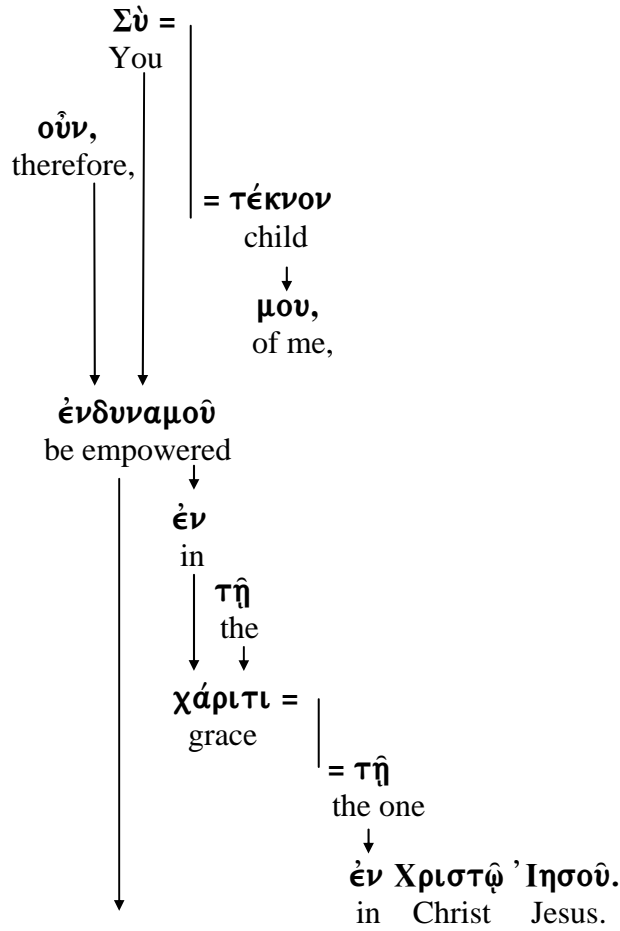 Σὺ =
You
οὖν,
therefore,
= τέκνον
child
μου,
of me,
ἐνδυναμοῦ
be empowered
ἐν
in
τῇ
the
χάριτι =
grace
= τῇ
the one
ἐν Χριστῷ Ἰησοῦ.
in Christ Jesus.